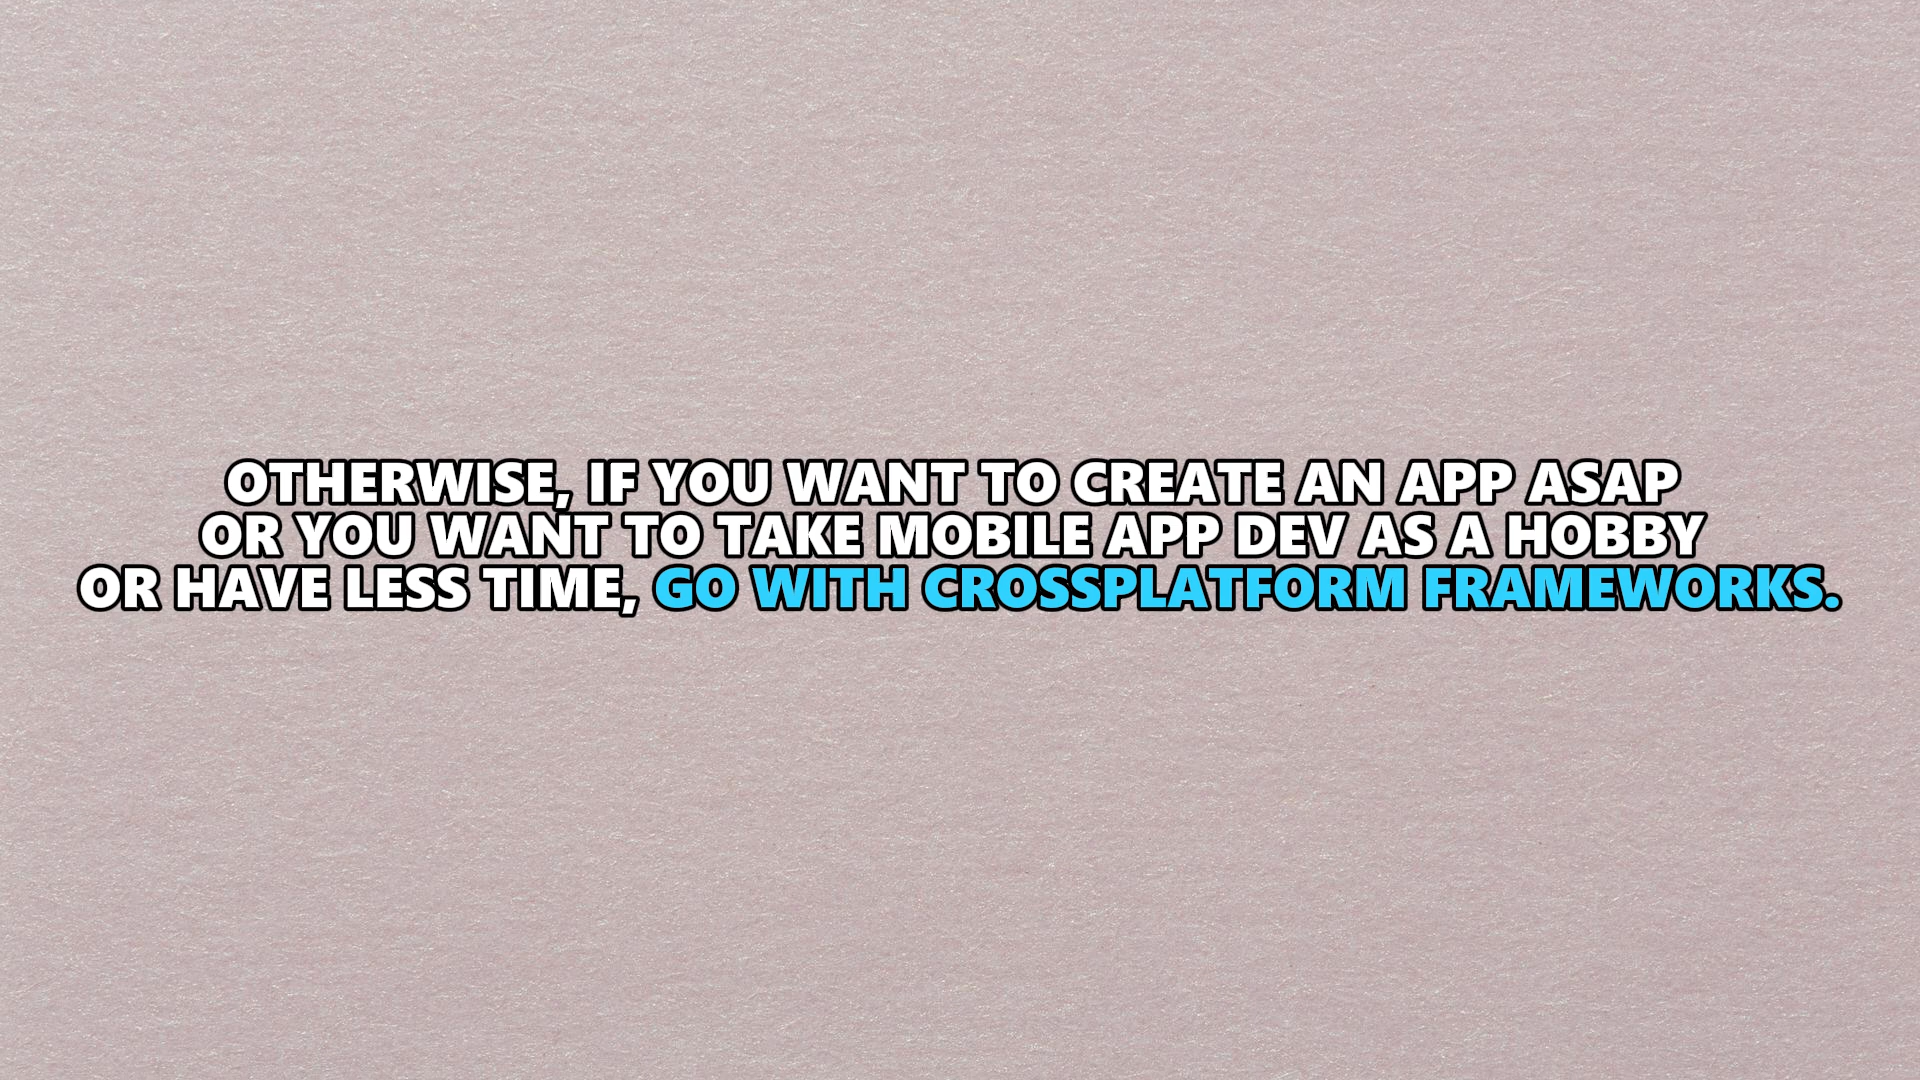 OTHERWISE, IF YOU WANT TO CREATE AN APP ASAP
OR YOU WANT TO TAKE MOBILE APP DEV AS A HOBBY
OR HAVE LESS TIME, GO WITH CROSSPLATFORM FRAMEWORKS.